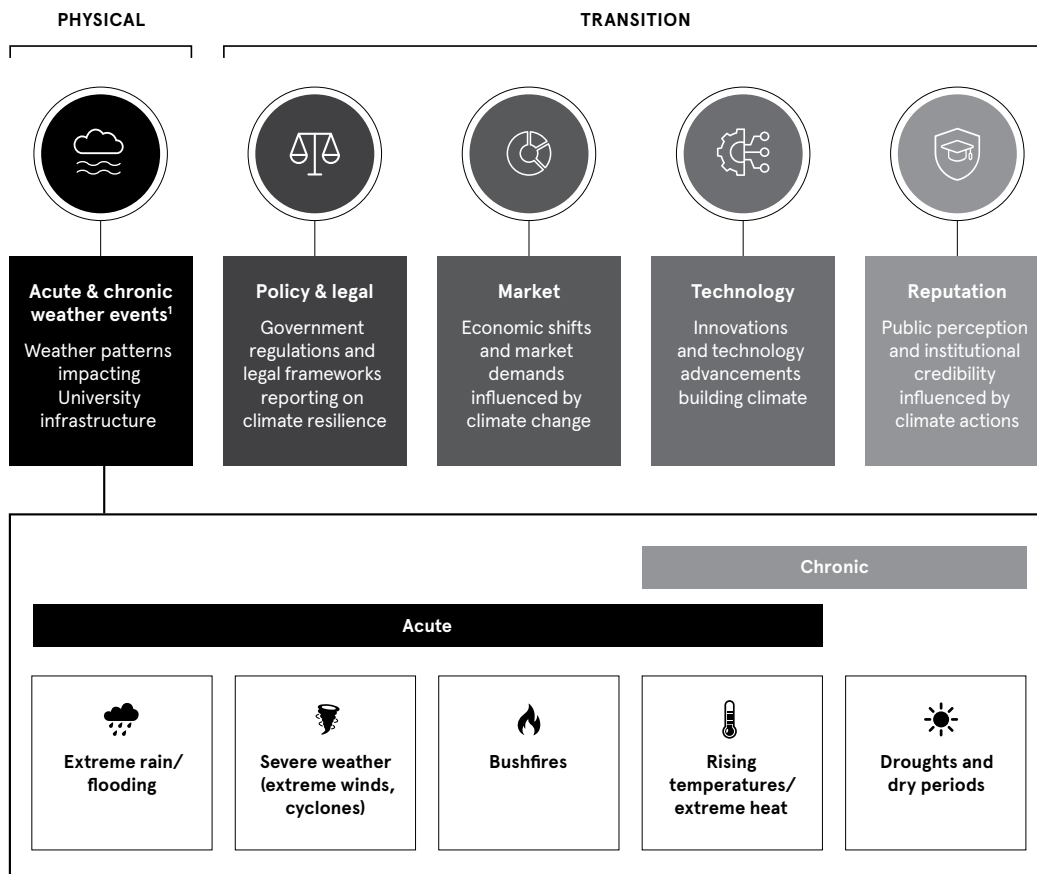 PHYSICAL
TRANSITION
Acute & chronic
weather events¹
Weather patterns
impacting
University
infrastructure
Policy & legal
Government
regulations and
legal frameworks
reporting on
climate resilience
Market
Economic shifts
and market
demands
influenced by
climate change
Technology
Innovations
and technology
advancements
building climate
Reputation
Public perception
and institutional
credibility
influenced by
climate actions
Chronic
Acute
Extreme rain/
flooding
Severe weather
(extreme winds,
cyclones)
Bushfires
Rising
temperatures/
extreme heat
Droughts and
dry periods